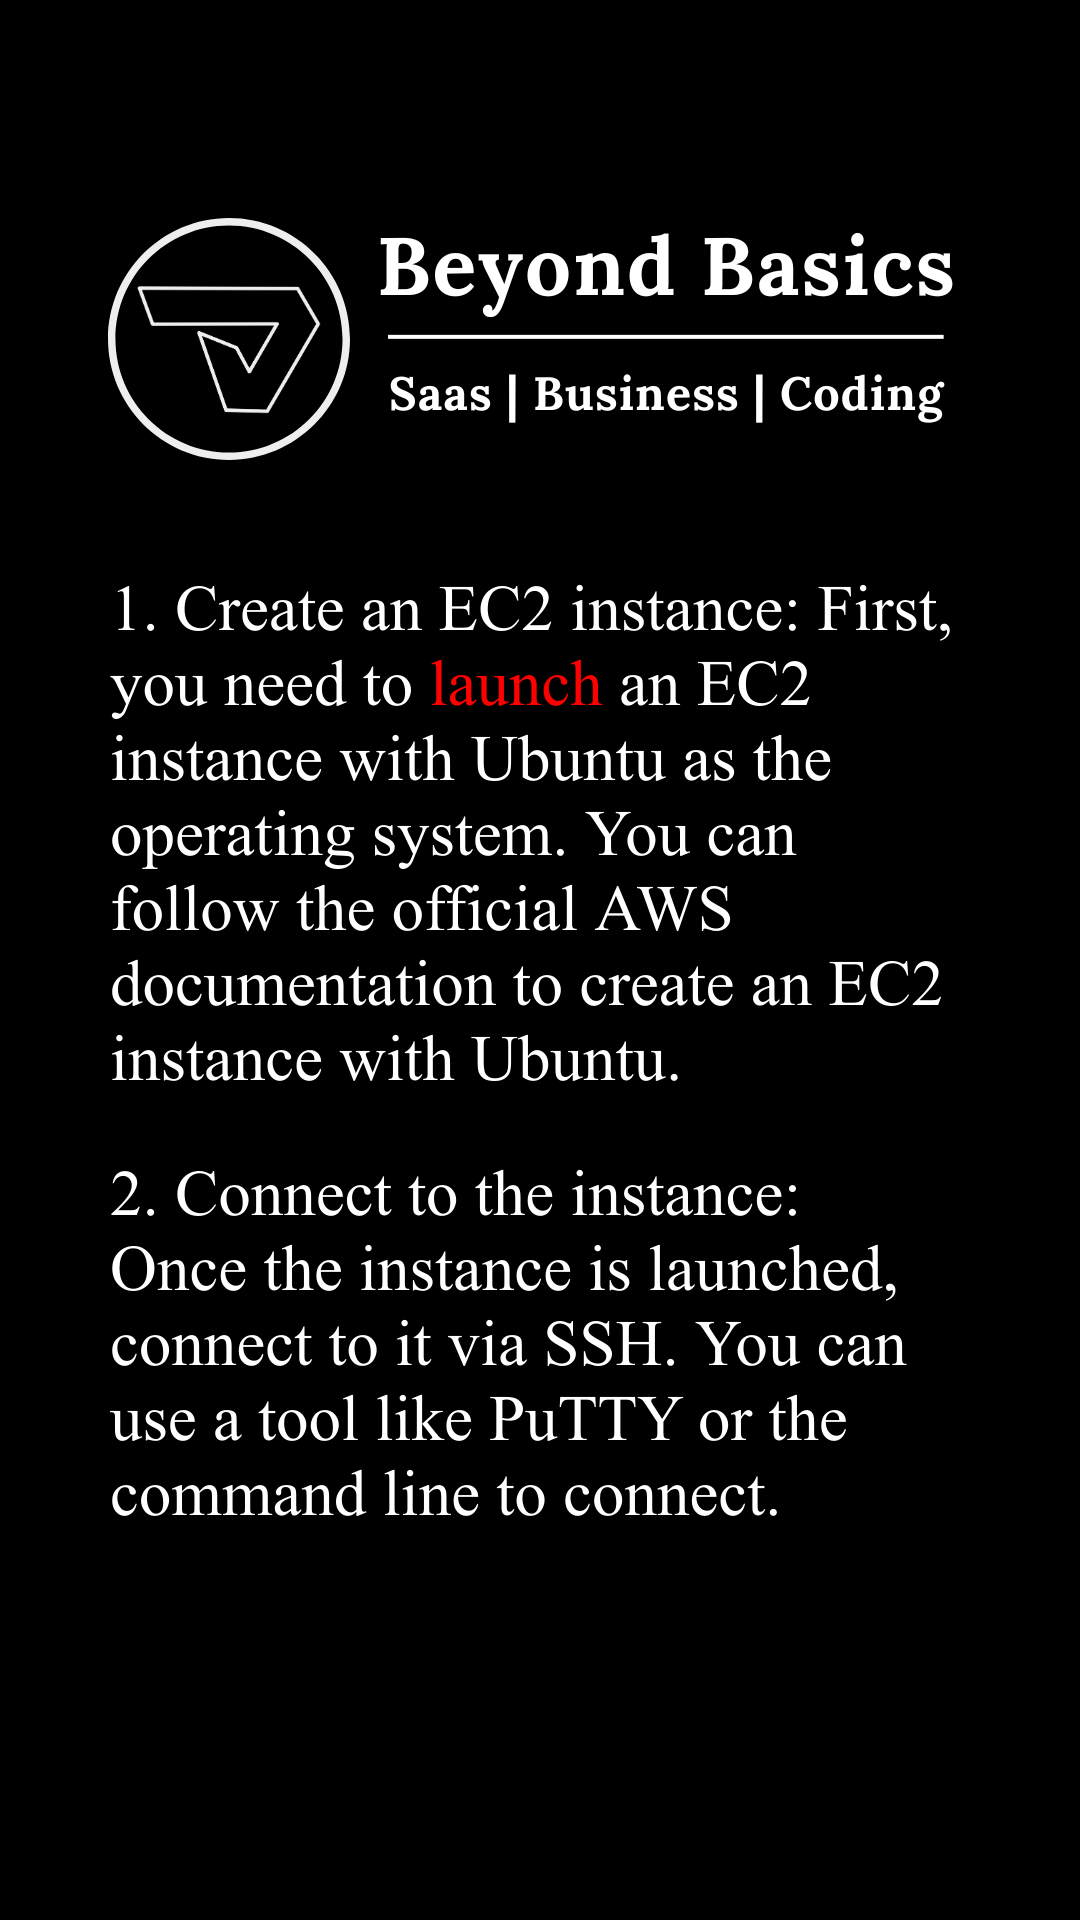 Beyond Basics
Saas | Business | Coding
1. Create an EC2 instance: First,
you need to launch an EC2
instance with Ubuntu as the
operating system. You can
follow the official AWS
documentation to create an EC2
instance with Ubuntu.
2. Connect to the instance:
Once the instance is launched,
connect to it via SSH. You can
use a tool like PuTTY or the
command line to connect.